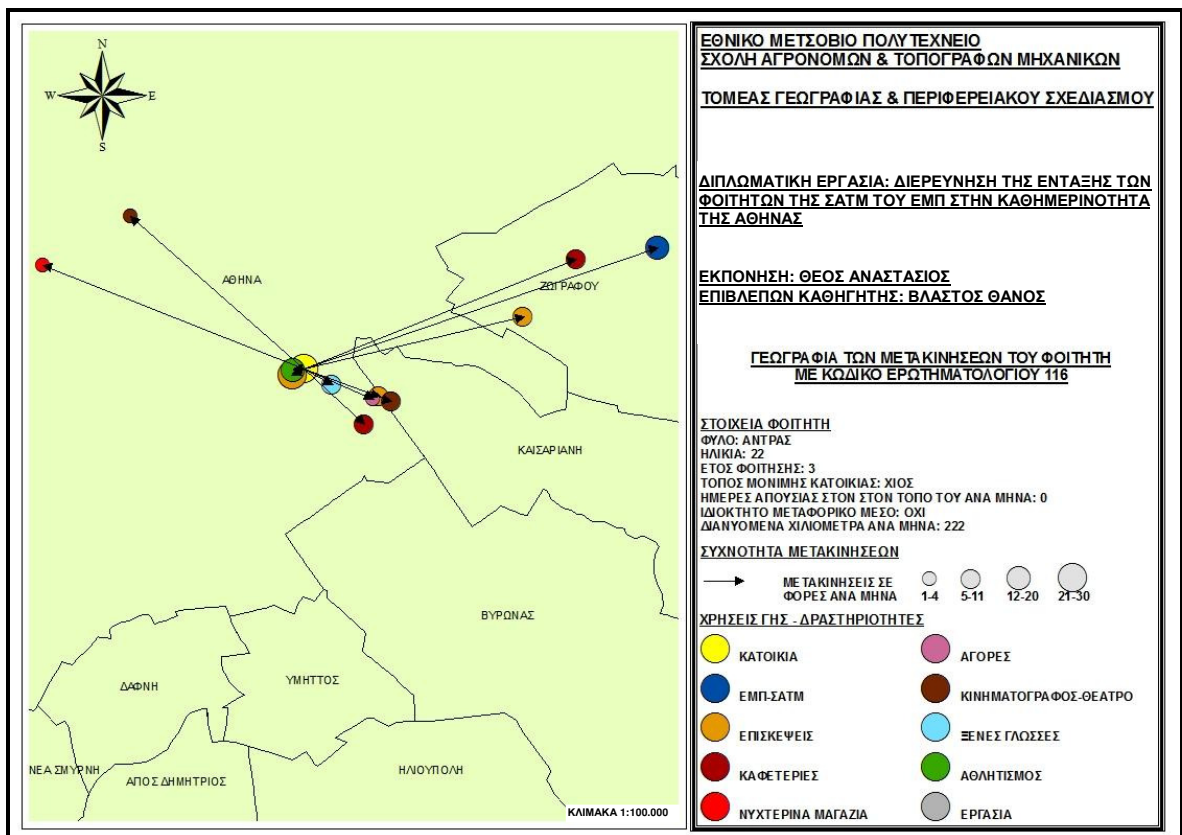 N
W
E
S
ΑΘΗΝΑ
ΖΩΓΡΑΦΟΥ
ΚΑΙΣΑΡΙΑΝΗ
ΒΥΡΩΝΑΣ
ΔΑΦΝΗ
ΥΜΗΤΤΟΣ
ΝΕΑ ΣΜΥΡΝΗ
ΑΓΙΟΣ ΔΗΜΗΤΡΙΟΣ
ΗΛΙΟΥΠΟΛΗ
ΚΛΙΜΑΚΑ 1:100.000
ΕΘΝΙΚΟ ΜΕΤΣΟΒΙΟ ΠΟΛΥΤΕΧΝΕΙΟ
ΣΧΟΛΗ ΑΓΡΟΝΟΜΩΝ & ΤΟΠΟΓΡΑΦΩΝ ΜΗΧΑΝΙΚΩΝ
ΤΟΜΕΑΣ ΓΕΩΓΡΑΦΙΑΣ & ΠΕΡΙΦΕΡΕΙΑΚΟΥ ΣΧΕΔΙΑΣΜΟΥ
ΔΙΠΛΩΜΑΤΙΚΗ ΕΡΓΑΣΙΑ: ΔΙΕΡΕΥΝΗΣΗ ΤΗΣ ΕΝΤΑΞΗΣ ΤΩΝ
ΦΟΙΤΗΤΩΝ ΤΗΣ ΣΑΤΜ ΤΟΥ ΕΜΠ ΣΤΗΝ ΚΑΘΗΜΕΡΙΝΟΤΗΤΑ
ΤΗΣ ΑΘΗΝΑΣ
ΕΚΠΟΝΗΣΗ: ΘΕΟΣ ΑΝΑΣΤΑΣΙΟΣ
ΕΠΙΒΛΕΠΩΝ ΚΑΘΗΓΗΤΗΣ: ΒΛΑΣΤΟΣ ΘΑΝΟΣ
ΓΕΩΓΡΑΦΙΑ ΤΩΝ ΜΕΤΑΚΙΝΗΣΕΩΝ ΤΟΥ ΦΟΙΤΗΤΗ
ΜΕ ΚΩΔΙΚΟ ΕΡΩΤΗΜΑΤΟΛΟΓΙΟΥ 116
ΣΤΟΙΧΕΙΑ ΦΟΙΤΗΤΗ
ΦΥΛΟ: ΑΝΤΡΑΣ
ΗΛΙΚΙΑ: 22
ΕΤΟΣ ΦΟΙΤΗΣΗΣ: 3
ΤΟΠΟΣ ΜΟΝΙΜΗΣ ΚΑΤΟΙΚΙΑΣ: ΧΙΟΣ
ΗΜΕΡΕΣ ΑΠΟΥΣΙΑΣ ΣΤΟΝ ΣΤΟΝ ΤΟΠΟ ΤΟΥ ΑΝΑ ΜΗΝΑ: 0
ΙΔΙΟΚΤΗΤΟ ΜΕΤΑΦΟΡΙΚΟ ΜΕΣΟ: ΟΧΙ
ΔΙΑΝΥΟΜΕΝΑ ΧΙΛΙΟΜΕΤΡΑ ΑΝΑ ΜΗΝΑ: 222
ΣΥΧΝΟΤΗΤΑ ΜΕΤΑΚΙΝΗΣΕΩΝ
ΜΕΤΑΚΙΝΗΣΕΙΣ ΣΕ
ΦΟΡΕΣ ΑΝΑ ΜΗΝΑ 1-4 5-11 12-20 21-30
ΧΡΗΣΕΙΣ ΓΗΣ - ΔΡΑΣΤΗΡΙΟΤΗΤΕΣ
ΚΑΤΟΙΚΙΑ
ΑΓΟΡΕΣ
ΕΜΠ-ΣΑΤΜ
ΚΙΝΗΜΑΤΟΓΡΑΦΟΣ-ΘΕΑΤΡΟ
ΕΠΙΣΚΕΨΕΙΣ
ΞΕΝΕΣ ΓΛΩΣΣΕΣ
ΚΑΦΕΤΕΡΙΕΣ
ΑΘΛΗΤΙΣΜΟΣ
ΝΥΧΤΕΡΙΝΑ ΜΑΓΑΖΙΑ
ΕΡΓΑΣΙΑ